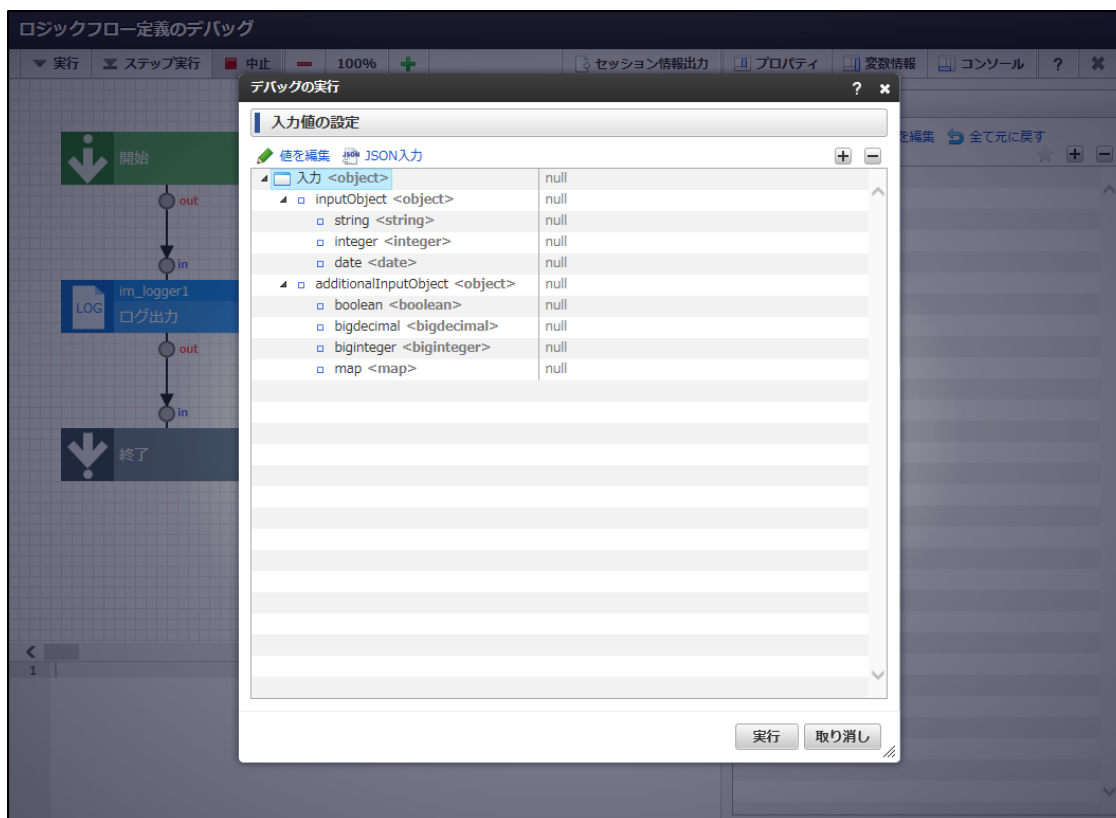 ロジックフロー定義のデバッグ
実行 ステップ実行 中止 100% セッション情報出力 プロパティ 変数情報 コンソール ?
デバッグの実行 ?
入力値の設定
値を編集 JSON JSON入力
を編集 全て元に戻す
入力 <object> null
inputObject <object> null
string <string> null
integer <integer> null
date <date> null
additionalInputObject <object> null
boolean <boolean> null
bigdecimal <bigdecimal> null
biginteger <biginteger> null
map <map> null
開始
out
in
im_logger1
LOG ログ出力
out
in
終了
1
実行 取り消し